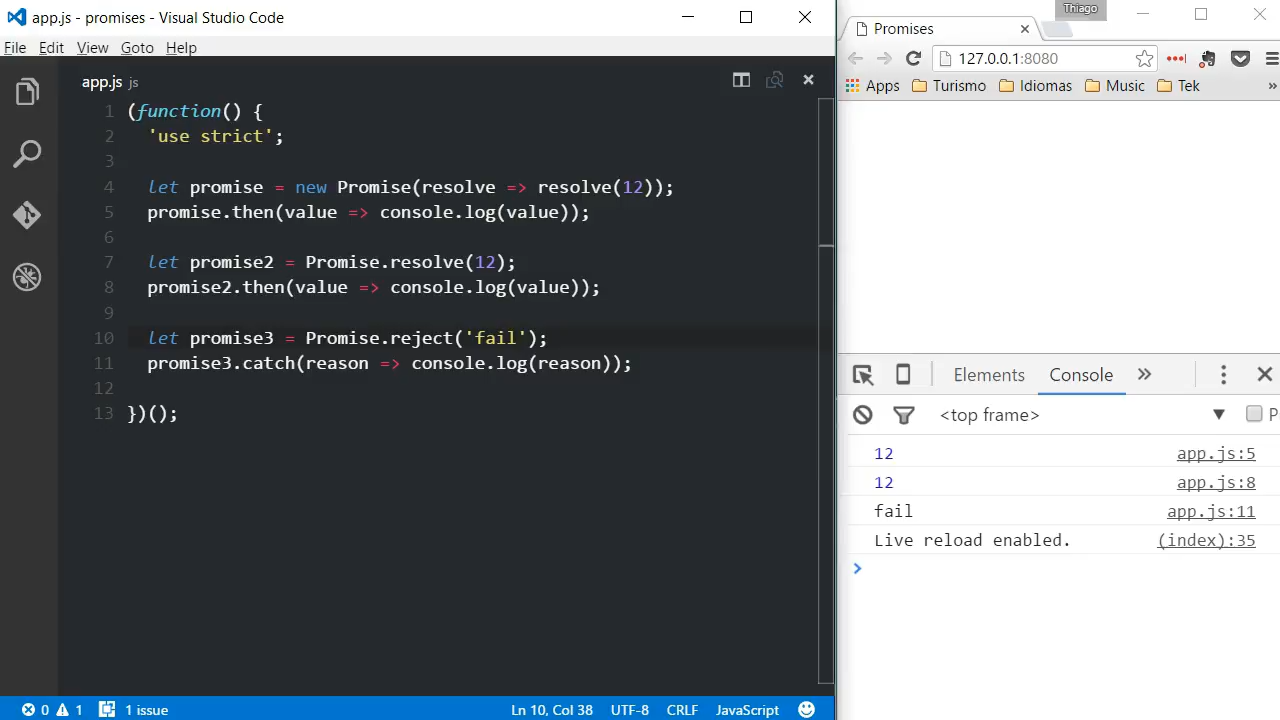 app.js - promises - Visual Studio Code
File Edit View Goto Help
app.js js
1 (function() {
2 'use strict';
3
4 let promise = new Promise(resolve => resolve(12));
5 promise.then(value => console.log(value));
6
7 let promise2 = Promise.resolve(12);
8 promise2.then(value => console.log(value));
9
10 let promise3 = Promise.reject('fail');
11 promise3.catch(reason => console.log(reason));
12
13 })();
0 1 1 issue Ln 10, Col 38 UTF-8 CRLF JavaScript
Thiago
Promises
127.0.0.1:8080
Apps Turismo Idiomas Music Tek »
Elements Console »
<top frame> ▼ P
12 app.js:5
12 app.js:8
fail app.js:11
Live reload enabled. (index):35
>